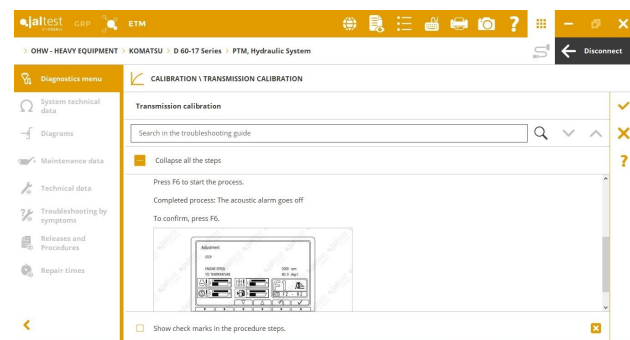 jaltest GRP ETM
> OHW - HEAVY EQUIPMENT > KOMATSU > D 60-17 Series > PTM, Hydraulic System
Disconnect
Diagnostics menu
CALIBRATION \ TRANSMISSION CALIBRATION
System technical
data
Transmission calibration
Diagrams
Search in the troubleshooting guide
Maintenance data
Collapse all the steps
Technical data
Press F6 to start the process.
Completed process: The acoustic alarm goes off
Troubleshooting by
symptoms
To confirm, press F6.
Releases and
Procedures
Repair times
Adjustment
ENGINE SPEED
F1
Show check marks in the procedure steps.